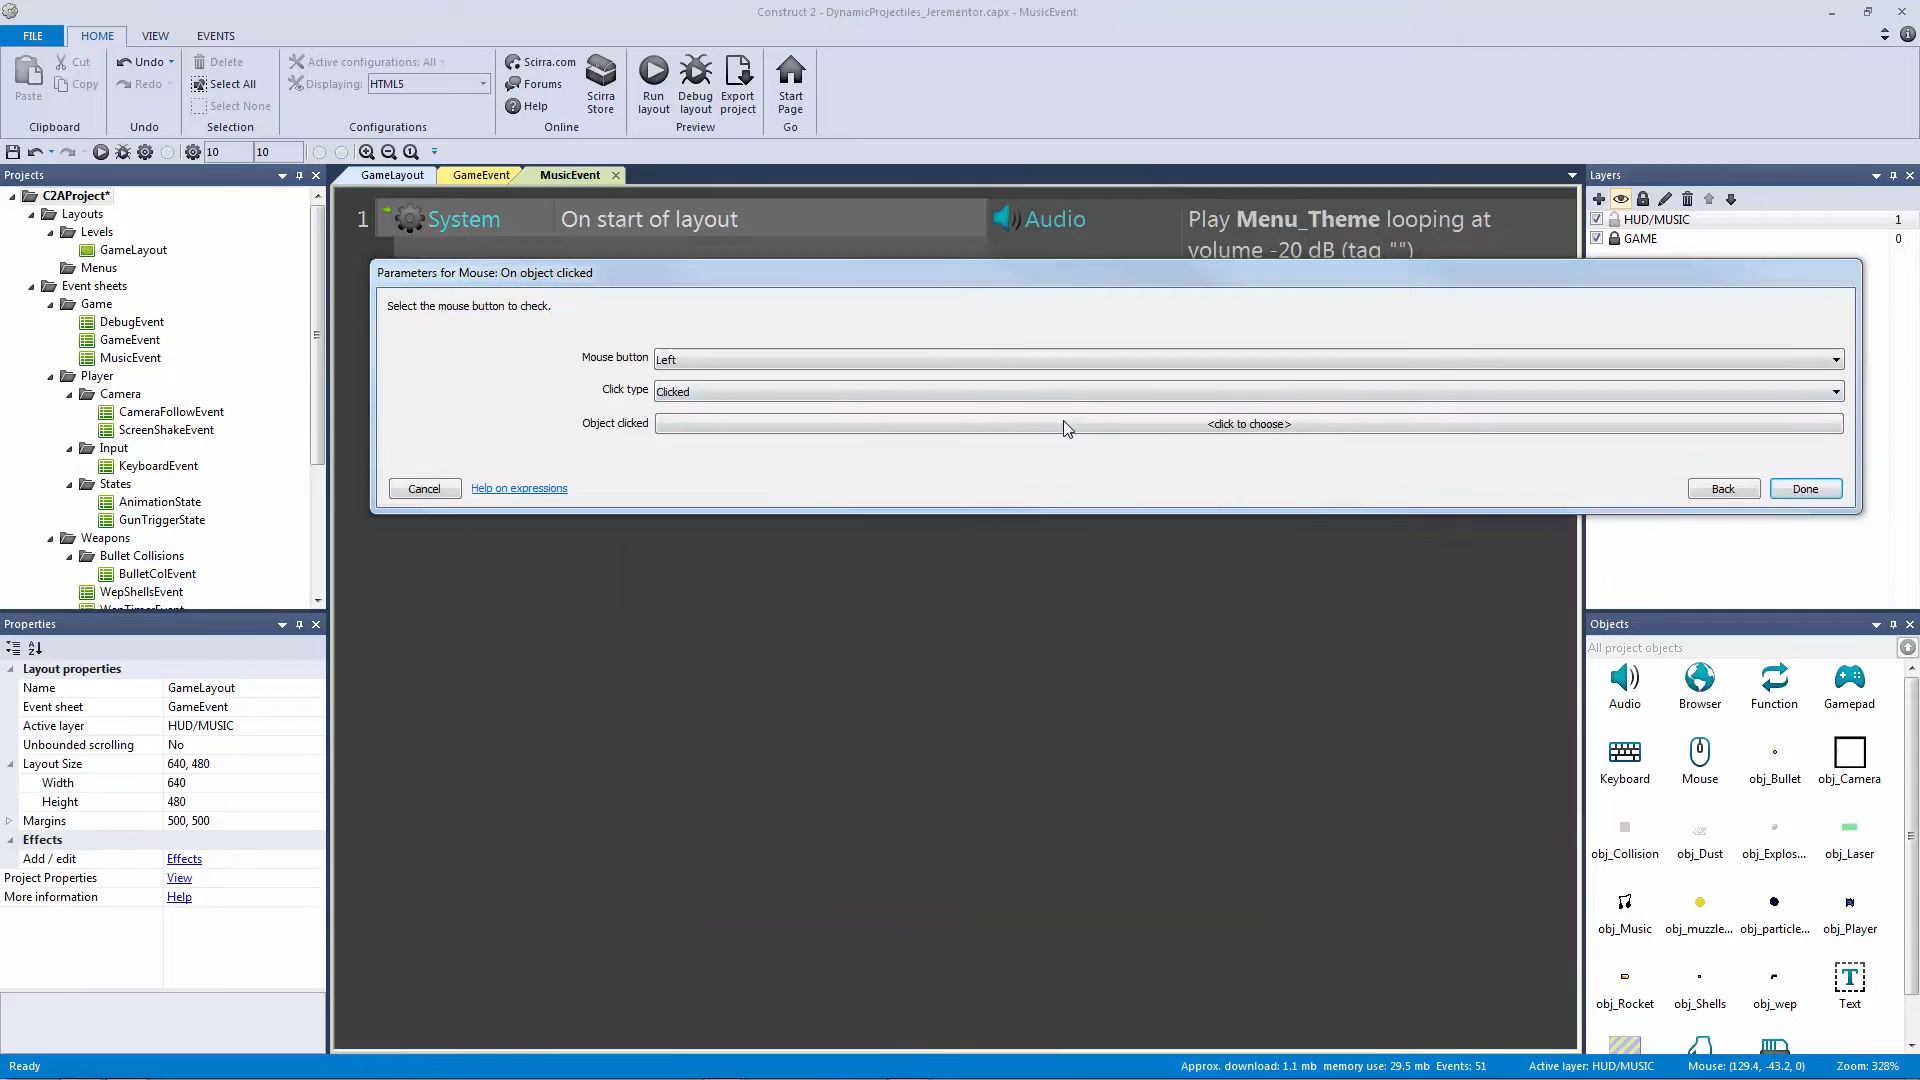 Construct 2 - DynamicProjectiles_Jerementor.capx - MusicEvent
FILE HOME VIEW EVENTS
Paste Cut Copy Undo Redo Delete Select All Select None
Active configurations: All
Displaying: HTML5
Scirra.com Forums Help Scirra Store
Run layout Debug layout Export project Start Page
Clipboard Undo Selection Configurations Online Preview Go
10 10
Projects
C2AProject*
Layouts
Levels
GameLayout
Menus
Event sheets
Game
DebugEvent
GameEvent
MusicEvent
Player
Camera
CameraFollowEvent
ScreenShakeEvent
Input
KeyboardEvent
States
AnimationState
GunTriggerState
Weapons
Bullet Collisions
BulletColEvent
WepShellsEvent
WepTimerEvent
Properties
Layout properties
Name GameLayout
Event sheet GameEvent
Active layer HUD/MUSIC
Unbounded scrolling No
Layout Size 640, 480
Width 640
Height 480
Margins 500, 500
Effects
Add / edit Effects
Project Properties View
More information Help
GameLayout GameEvent MusicEvent
1 System On start of layout Audio Play Menu_Theme looping at
volume -20 dB (tag "")
Parameters for Mouse: On object clicked
Select the mouse button to check.
Mouse button Left
Click type Clicked
Object clicked <click to choose>
Cancel Help on expressions Back Done
Layers
HUD/MUSIC 1
GAME 0
Objects
All project objects
Audio Browser Function Gamepad
Keyboard Mouse obj_Bullet obj_Camera
obj_Collision obj_Dust obj_Explos... obj_Laser
obj_Music obj_muzzle... obj_particle... obj_Player
obj_Rocket obj_Shells obj_wep Text
Ready Approx. download: 1.1 mb memory use: 29.5 mb Events: 51 Active layer: HUD/MUSIC Mouse: (129.4, -43.2, 0) Zoom: 328%